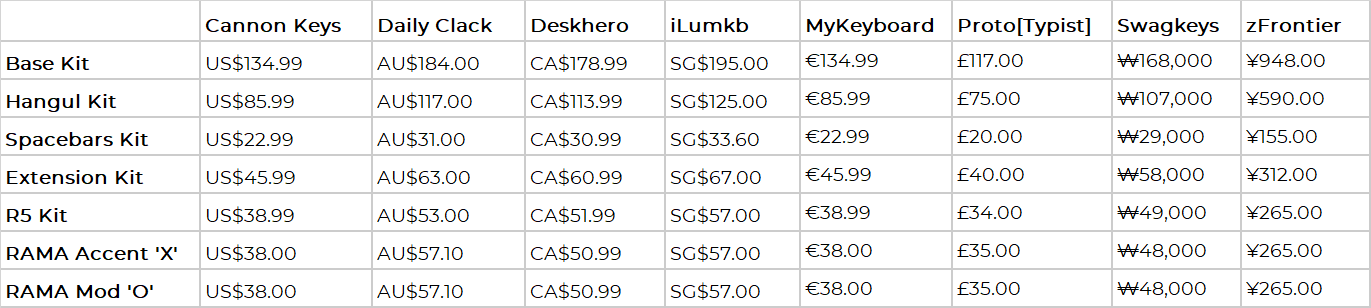 Cannon Keys Daily Clack Deskhero iLumkb MyKeyboard Proto[Typist] Swagkeys zFrontier
Base Kit US$134.99 AU$184.00 CA$178.99 SG$195.00 €134.99 £117.00 ₩168,000 ¥948.00
Hangul Kit US$85.99 AU$117.00 CA$113.99 SG$125.00 €85.99 £75.00 ₩107,000 ¥590.00
Spacebars Kit US$22.99 AU$31.00 CA$30.99 SG$33.60 €22.99 £20.00 ₩29,000 ¥155.00
Extension Kit US$45.99 AU$63.00 CA$60.99 SG$67.00 €45.99 £40.00 ₩58,000 ¥312.00
R5 Kit US$38.99 AU$53.00 CA$51.99 SG$57.00 €38.99 £34.00 ₩49,000 ¥265.00
RAMA Accent 'X' US$38.00 AU$57.10 CA$50.99 SG$57.00 €38.00 £35.00 ₩48,000 ¥265.00
RAMA Mod 'O' US$38.00 AU$57.10 CA$50.99 SG$57.00 €38.00 £35.00 ₩48,000 ¥265.00